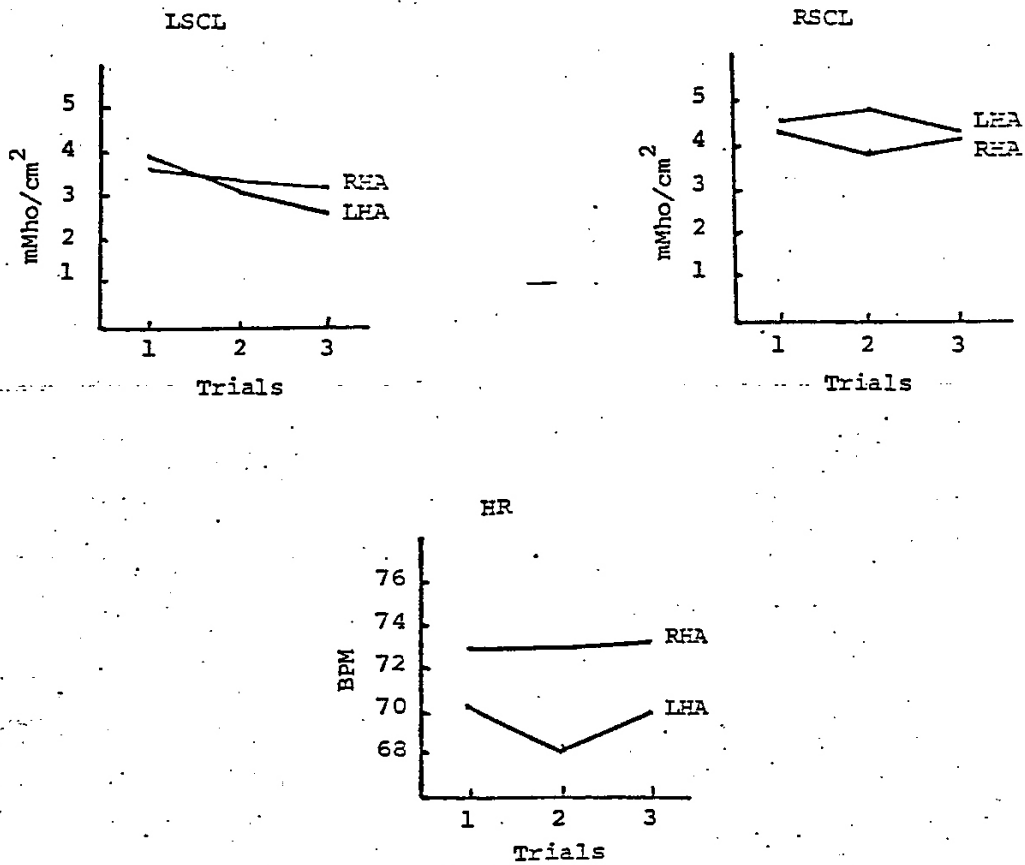 LSCL
5
4
3
2
1
mMho/cm²
RHA
LHA
1 2 3
Trials
RSCL
5
4
3
2
1
mMho/cm²
LHA
RHA
1 2 3
Trials
HR
76
74
72
70
68
BPM
RHA
LHA
1 2 3
Trials